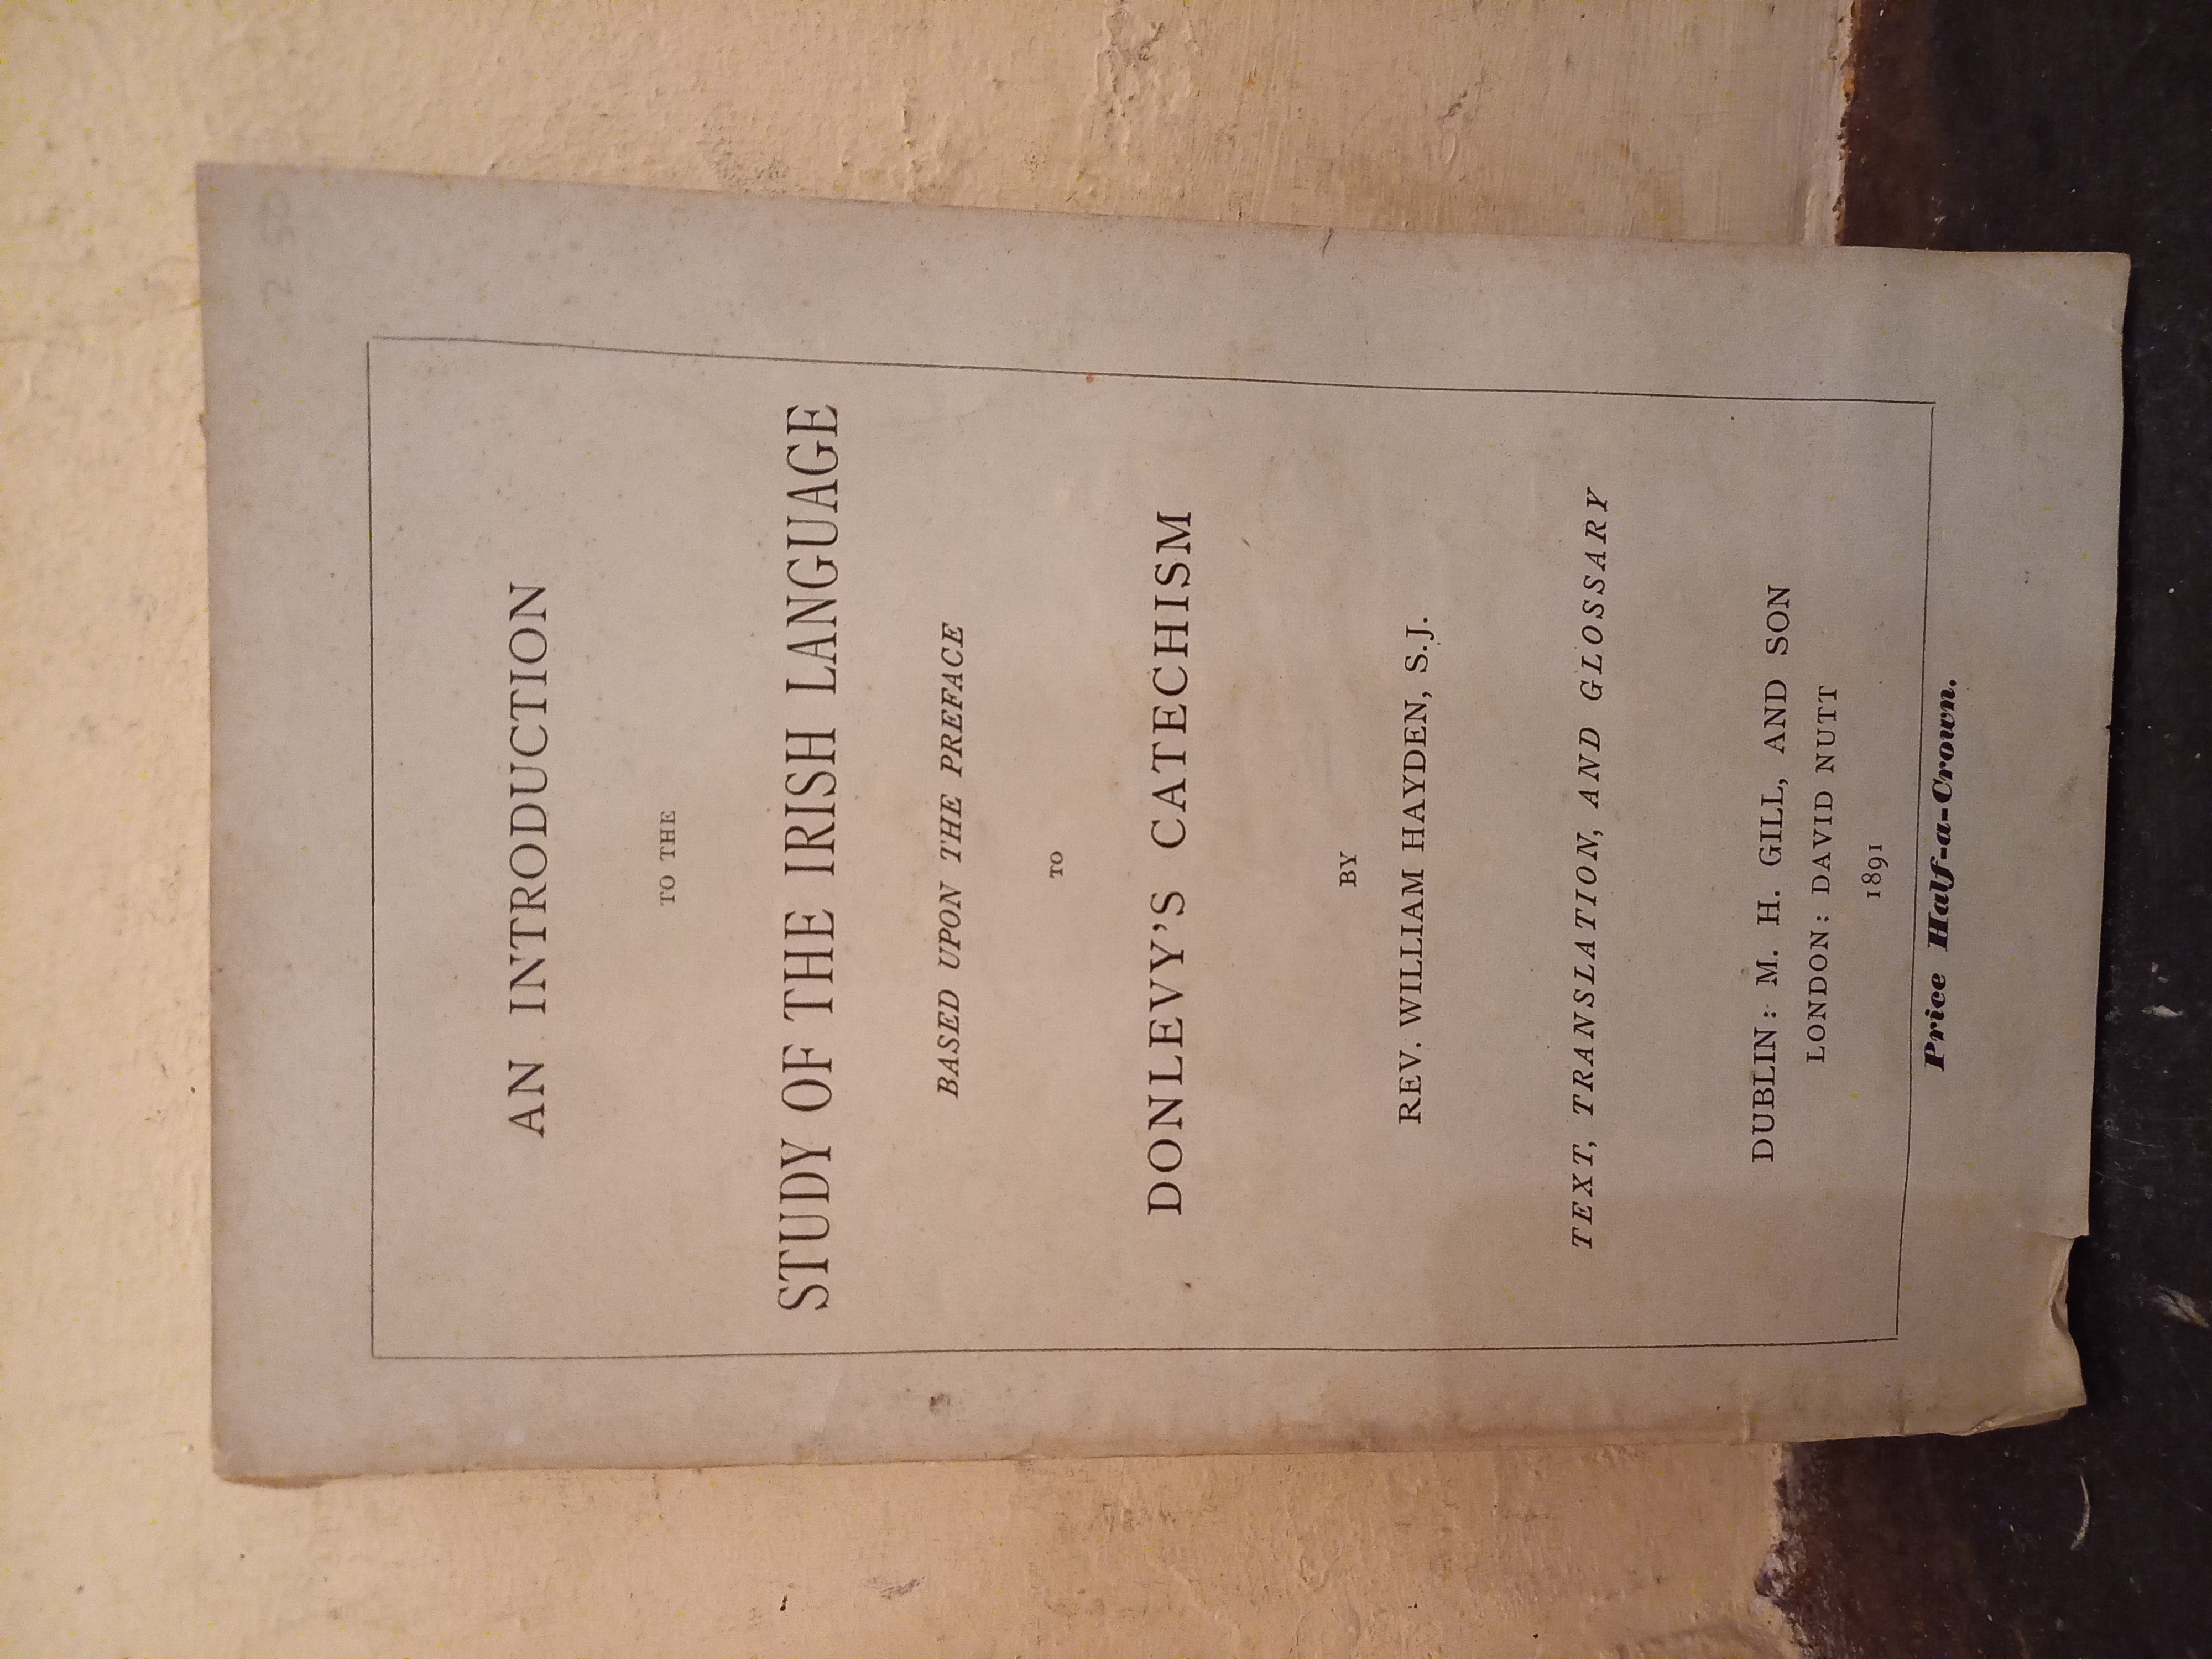 AN INTRODUCTION
TO THE
STUDY OF THE IRISH LANGUAGE
BASED UPON THE PREFACE
TO
DONLEVY'S CATECHISM
BY
REV. WILLIAM HAYDEN, S.J.
TEXT, TRANSLATION, AND GLOSSARY
DUBLIN: M. H. GILL, AND SON
LONDON: DAVID NUTT
1891
Price Half-a-Crown.